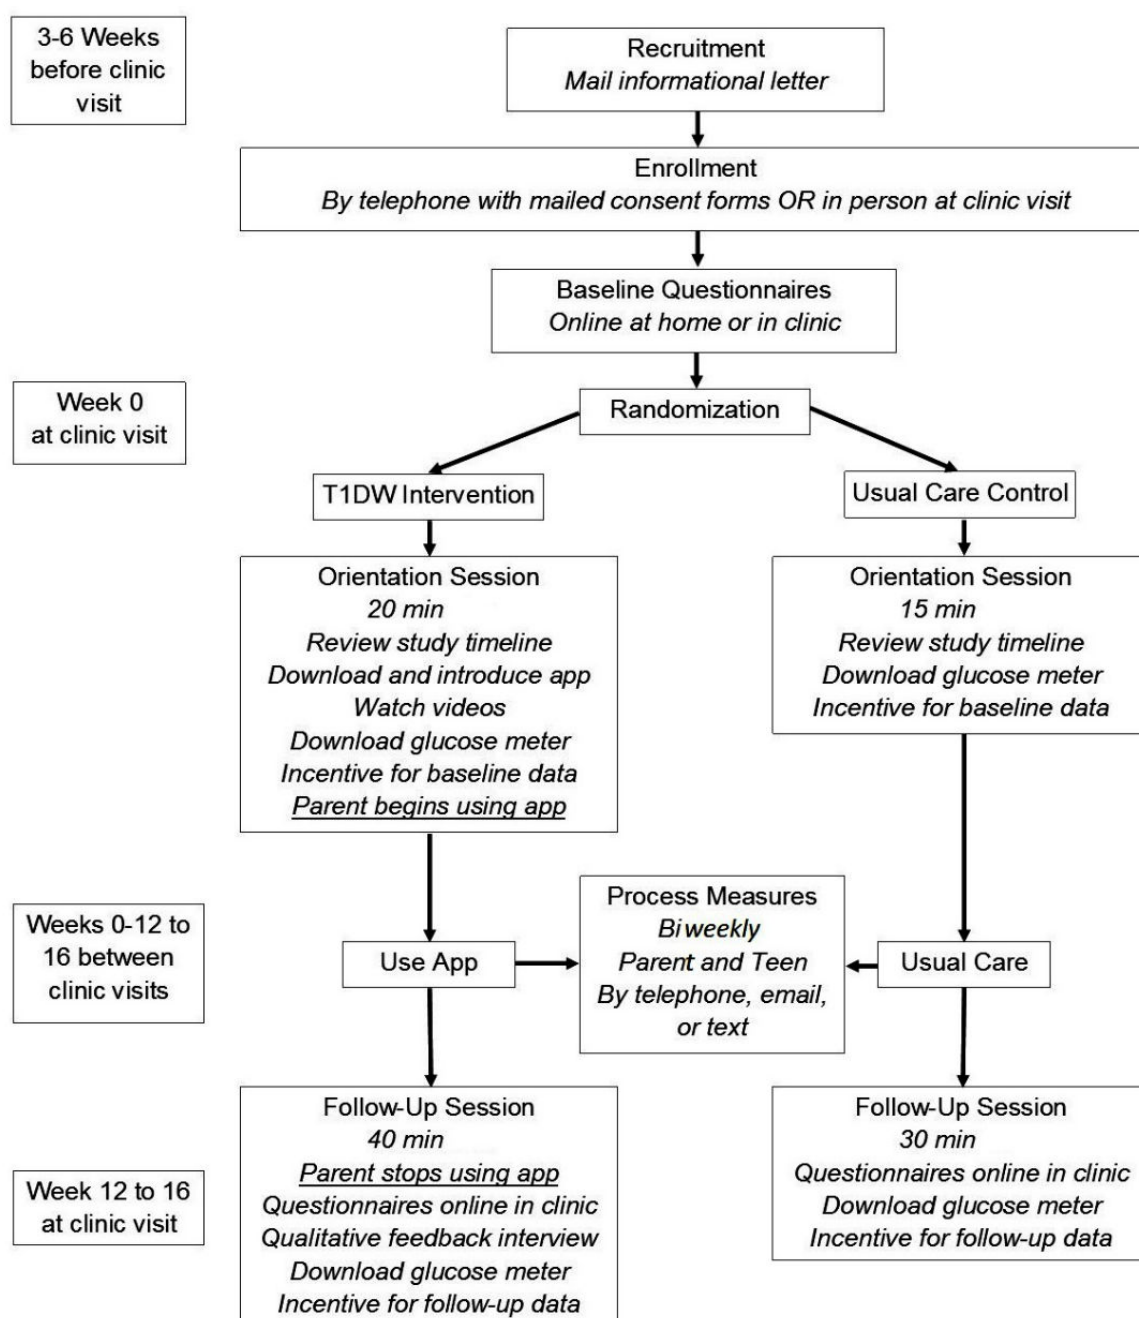 3-6 Weeks
before clinic
visit
Recruitment
Mail informational letter
Enrollment
By telephone with mailed consent forms OR in person at clinic visit
Baseline Questionnaires
Online at home or in clinic
Week 0
at clinic visit
Randomization
T1DW Intervention
Usual Care Control
Orientation Session
20 min
Review study timeline
Download and introduce app
Watch videos
Download glucose meter
Incentive for baseline data
Parent begins using app
Orientation Session
15 min
Review study timeline
Download glucose meter
Incentive for baseline data
Weeks 0-12 to
16 between
clinic visits
Use App
Process Measures
Biweekly
Parent and Teen
By telephone, email,
or text
Usual Care
Week 12 to 16
at clinic visit
Follow-Up Session
40 min
Parent stops using app
Questionnaires online in clinic
Qualitative feedback interview
Download glucose meter
Incentive for follow-up data
Follow-Up Session
30 min
Questionnaires online in clinic
Download glucose meter
Incentive for follow-up data